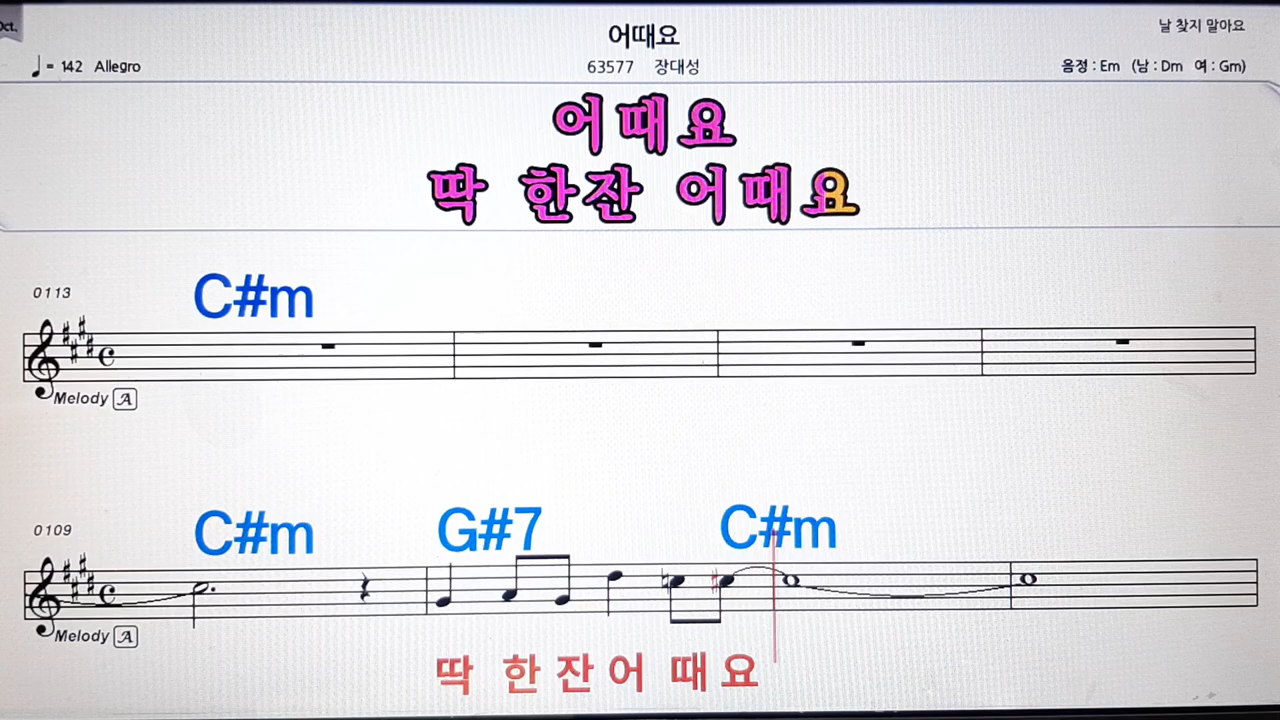 Oct.
어때요
날 찾지 말아요
♩= 142 Allegro
63577 장대성
음정 : Em (남 : Dm 여 : Gm)
어때요
딱 한잔 어때요
0113
C#m
Melody A
0109
C#m G#7 C#m
Melody A
딱 한 잔 어 때 요